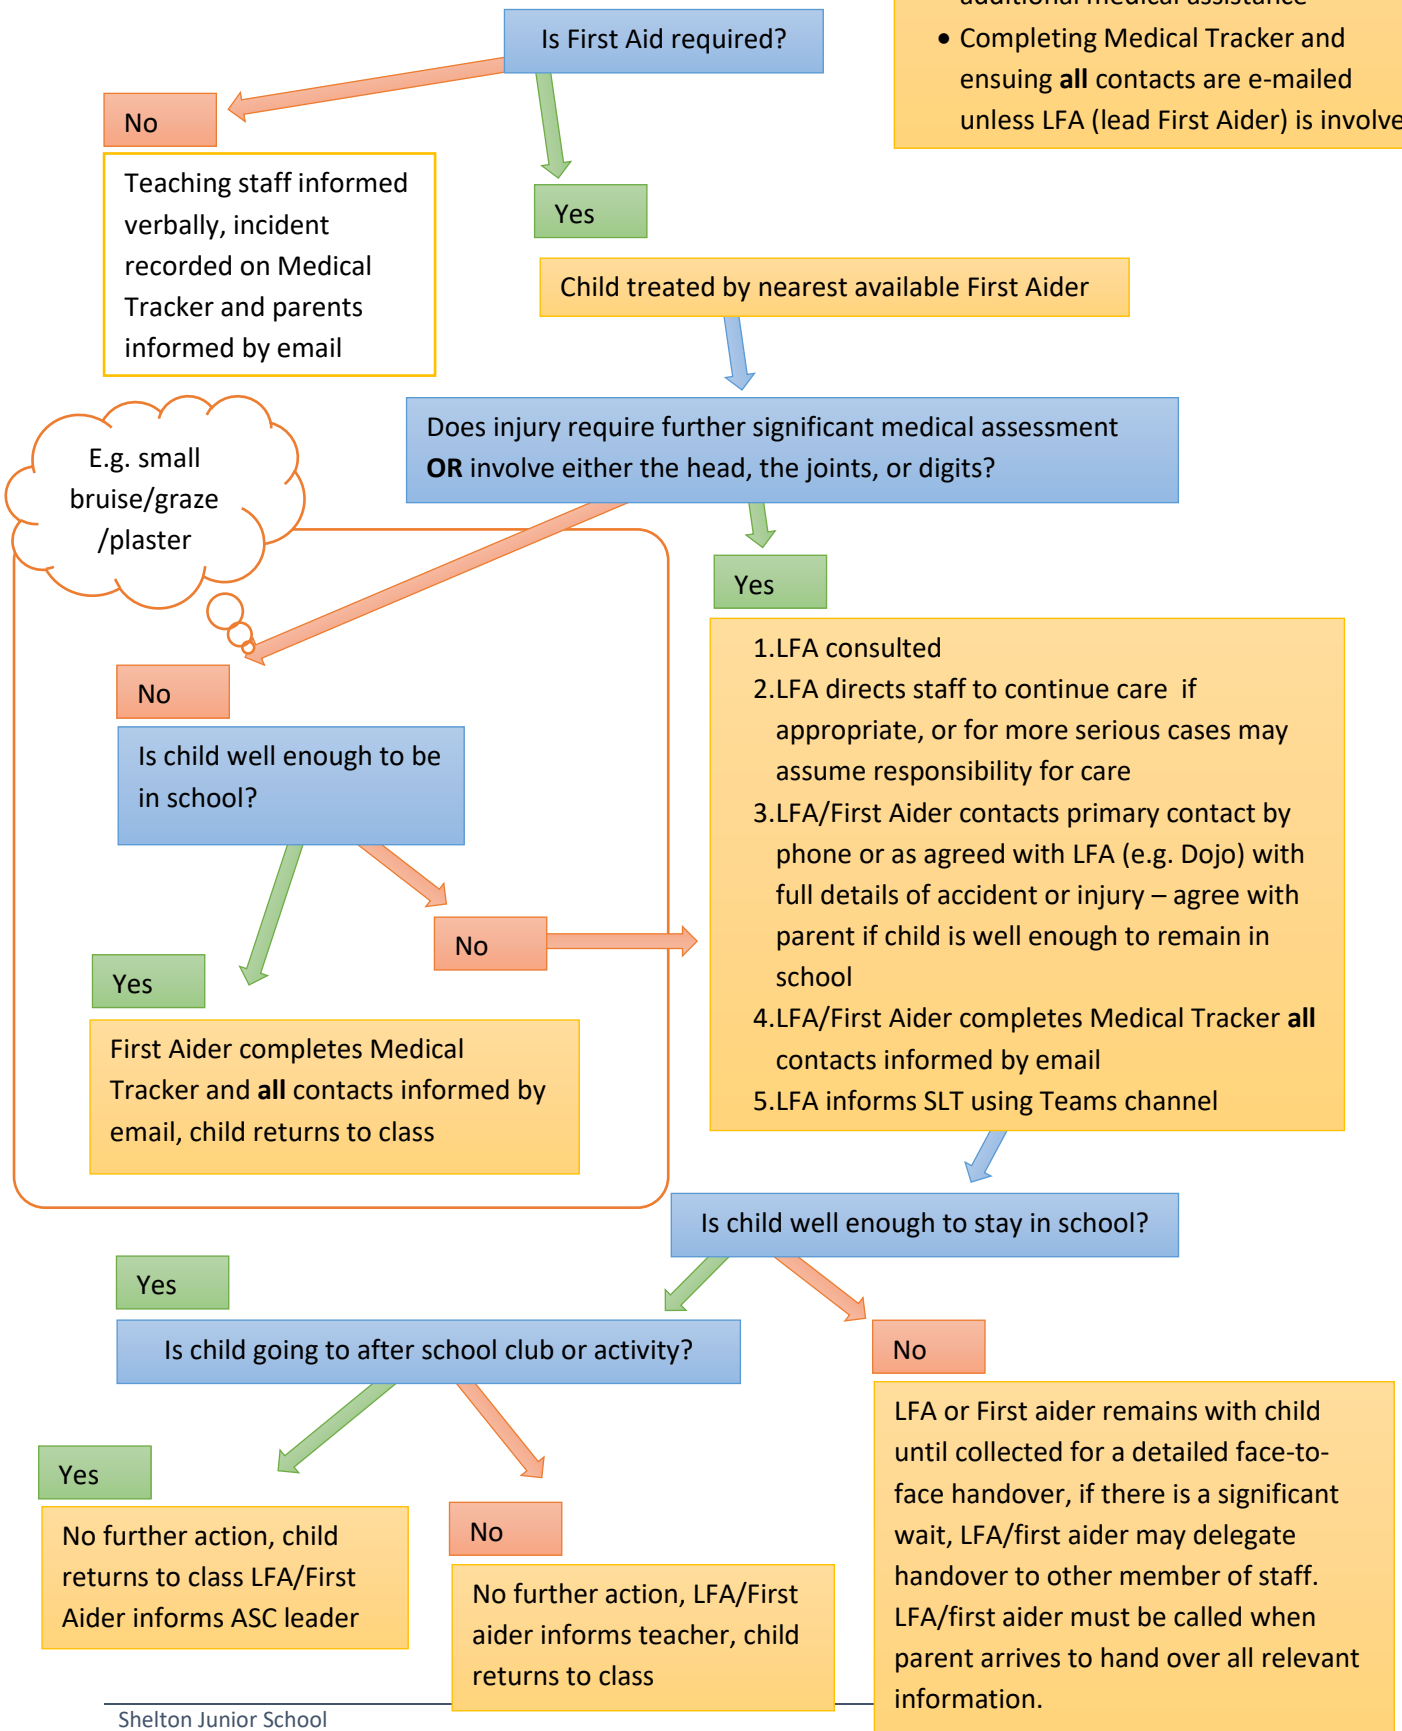 additional medical assistance
• Completing Medical Tracker and
ensuing all contacts are e-mailed
unless LFA (lead First Aider) is involve
Is First Aid required?
No
Teaching staff informed
verbally, incident
recorded on Medical
Tracker and parents
informed by email
Yes
Child treated by nearest available First Aider
Does injury require further significant medical assessment
OR involve either the head, the joints, or digits?
E.g. small
bruise/graze
/plaster
No
Is child well enough to be
in school?
Yes
First Aider completes Medical
Tracker and all contacts informed by
email, child returns to class
No
Yes
1.LFA consulted
2.LFA directs staff to continue care  if
appropriate, or for more serious cases may
assume responsibility for care
3.LFA/First Aider contacts primary contact by
phone or as agreed with LFA (e.g. Dojo) with
full details of accident or injury – agree with
parent if child is well enough to remain in
school
4.LFA/First Aider completes Medical Tracker all
contacts informed by email
5.LFA informs SLT using Teams channel
Is child well enough to stay in school?
Yes
Is child going to after school club or activity?
Yes
No further action, child
returns to class LFA/First
Aider informs ASC leader
No
No further action, LFA/First
aider informs teacher, child
returns to class
No
LFA or First aider remains with child
until collected for a detailed face-to-
face handover, if there is a significant
wait, LFA/first aider may delegate
handover to other member of staff.
LFA/first aider must be called when
parent arrives to hand over all relevant
information.
Shelton Junior School